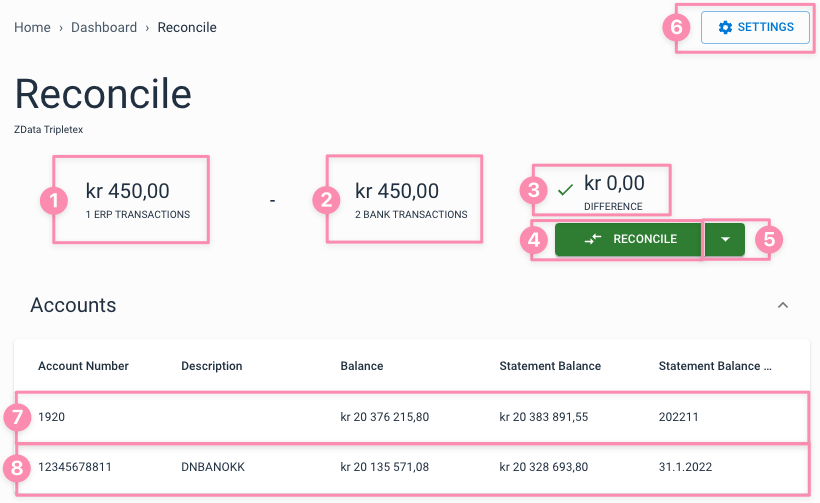 Home › Dashboard › Reconcile
6 SETTINGS
Reconcile
ZData Tripletex
1 kr 450,00
1 ERP TRANSACTIONS
-
2 kr 450,00
2 BANK TRANSACTIONS
3 kr 0,00
DIFFERENCE
4 RECONCILE 5
Accounts
Account Number Description Balance Statement Balance Statement Balance ...
7 1920 kr 20 376 215,80 kr 20 383 891,55 202211
8 12345678811 DNBANOKK kr 20 135 571,08 kr 20 328 693,80 31.1.2022